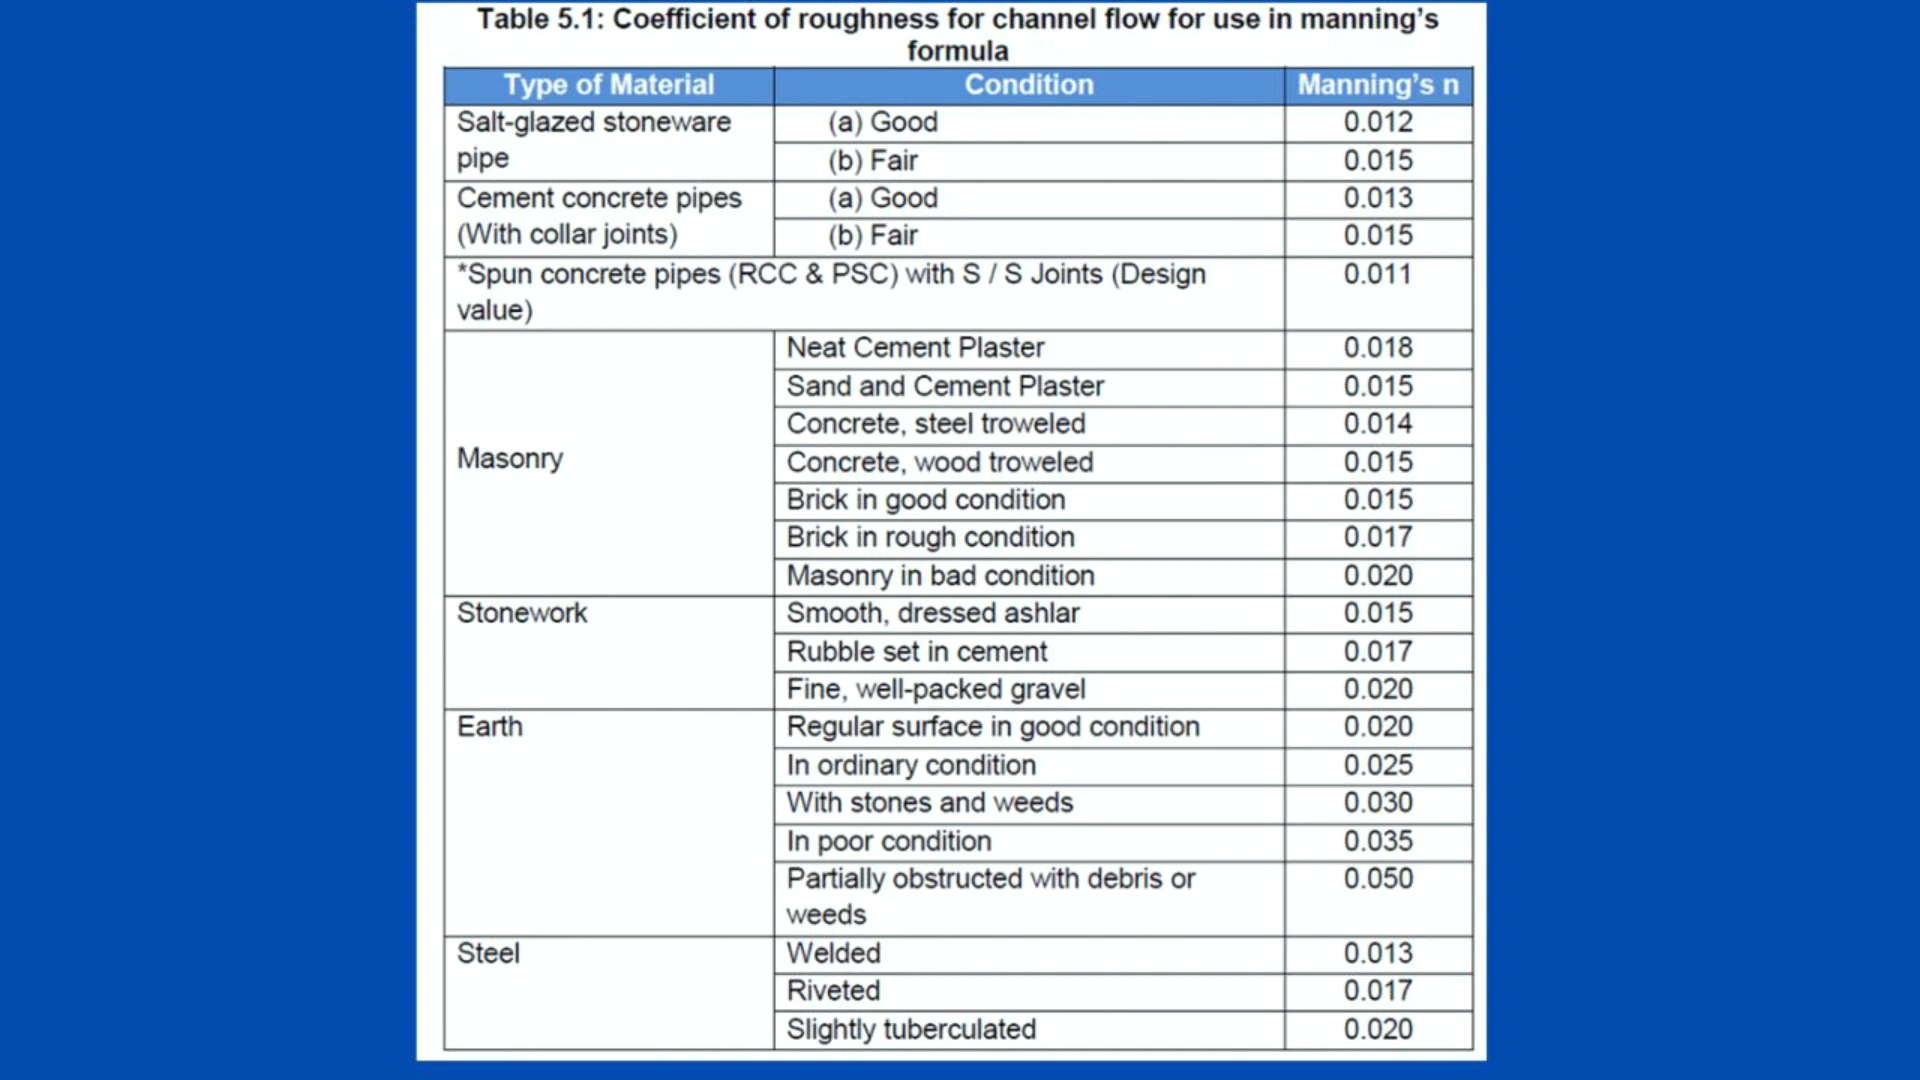 Table 5.1: Coefficient of roughness for channel flow for use in manning's
formula
Type of Material Condition Manning's n
Salt-glazed stoneware
pipe
(a) Good 0.012
(b) Fair 0.015
Cement concrete pipes
(With collar joints)
(a) Good 0.013
(b) Fair 0.015
*Spun concrete pipes (RCC & PSC) with S / S Joints (Design
value)
0.011
Masonry
Neat Cement Plaster 0.018
Sand and Cement Plaster 0.015
Concrete, steel troweled 0.014
Concrete, wood troweled 0.015
Brick in good condition 0.015
Brick in rough condition 0.017
Masonry in bad condition 0.020
Stonework
Smooth, dressed ashlar 0.015
Rubble set in cement 0.017
Fine, well-packed gravel 0.020
Earth
Regular surface in good condition 0.020
In ordinary condition 0.025
With stones and weeds 0.030
In poor condition 0.035
Partially obstructed with debris or
weeds
0.050
Steel
Welded 0.013
Riveted 0.017
Slightly tuberculated 0.020